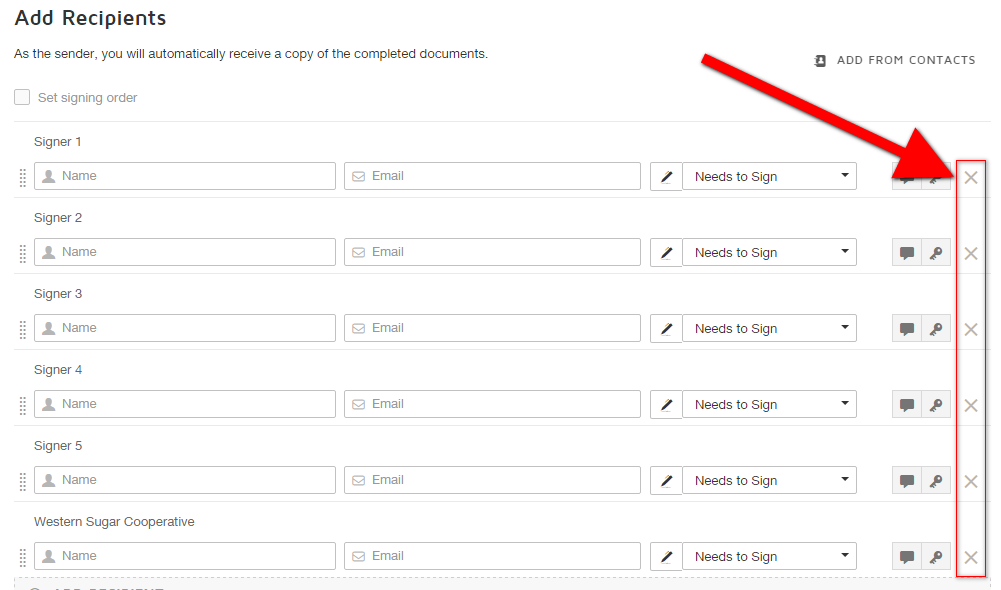 Add Recipients
As the sender, you will automatically receive a copy of the completed documents.
ADD FROM CONTACTS
Set signing order
Signer 1
Name Email Needs to Sign
Signer 2
Name Email Needs to Sign
Signer 3
Name Email Needs to Sign
Signer 4
Name Email Needs to Sign
Signer 5
Name Email Needs to Sign
Western Sugar Cooperative
Name Email Needs to Sign
ADD RECIPIENT